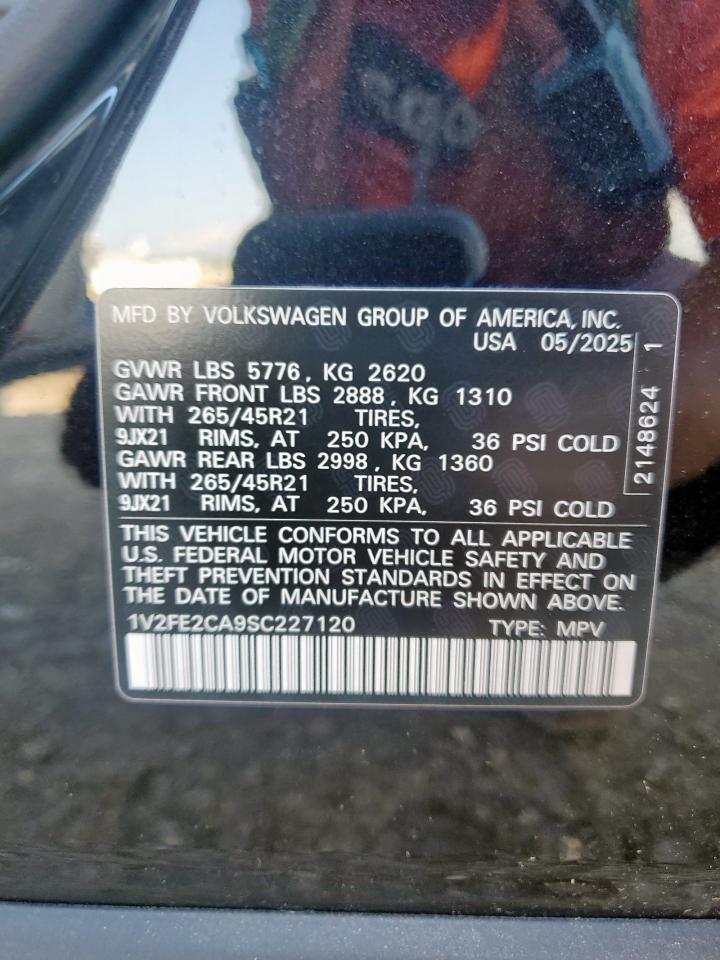 MFD BY VOLKSWAGEN GROUP OF AMERICA, INC.
USA 05/2025
GVWR LBS 5776, KG 2620
GAWR FRONT LBS 2888, KG 1310
WITH 265/45R21 TIRES,
9JX21 RIMS, AT 250 KPA, 36 PSI COLD
GAWR REAR LBS 2998, KG 1360
WITH 265/45R21 TIRES,
9JX21 RIMS, AT 250 KPA, 36 PSI COLD
2148624 1
THIS VEHICLE CONFORMS TO ALL APPLICABLE
U.S. FEDERAL MOTOR VEHICLE SAFETY AND
THEFT PREVENTION STANDARDS IN EFFECT ON
THE DATE OF MANUFACTURE SHOWN ABOVE.
1V2FE2CA9SC227120 TYPE: MPV